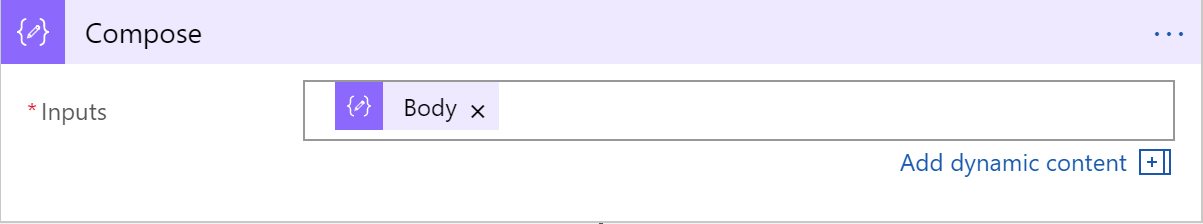 Compose
* Inputs
Body ×
Add dynamic content